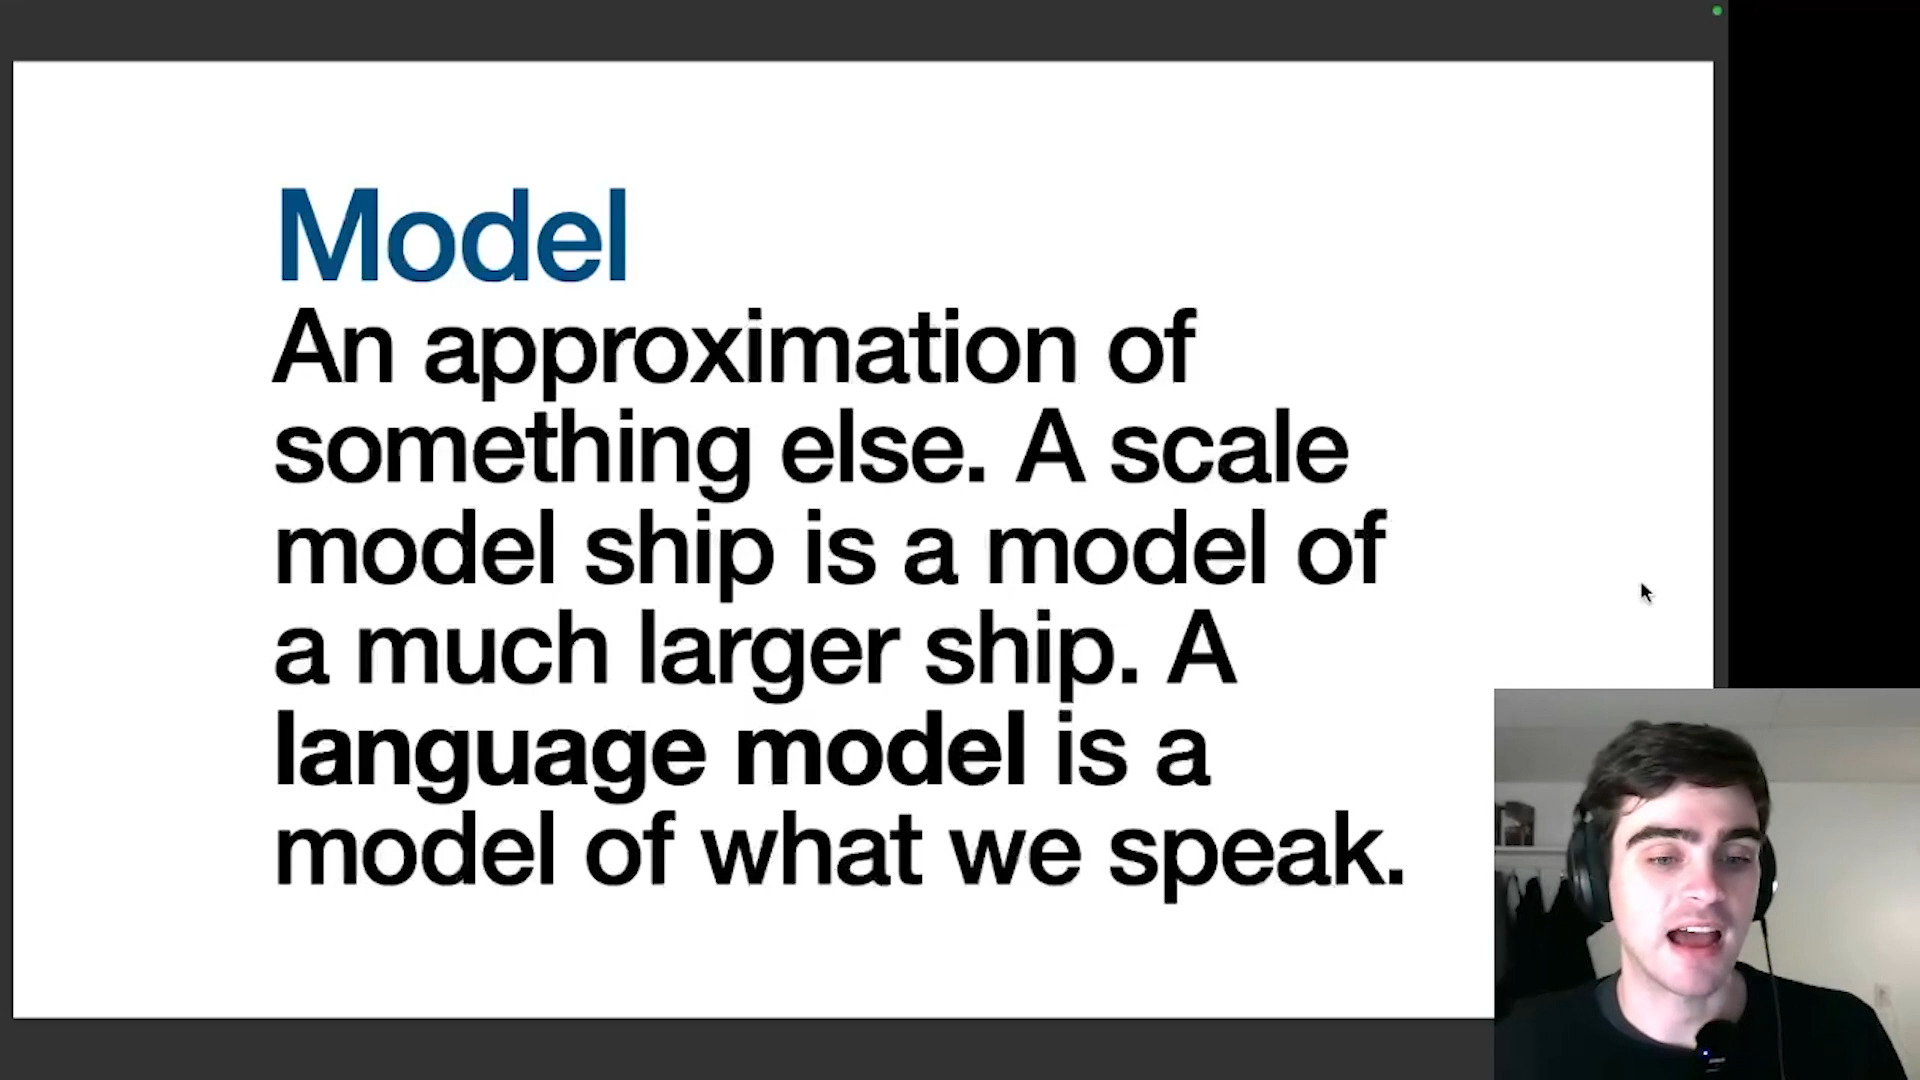 Model
An approximation of
something else. A scale
model ship is a model of
a much larger ship. A
language model is a
model of what we speak.